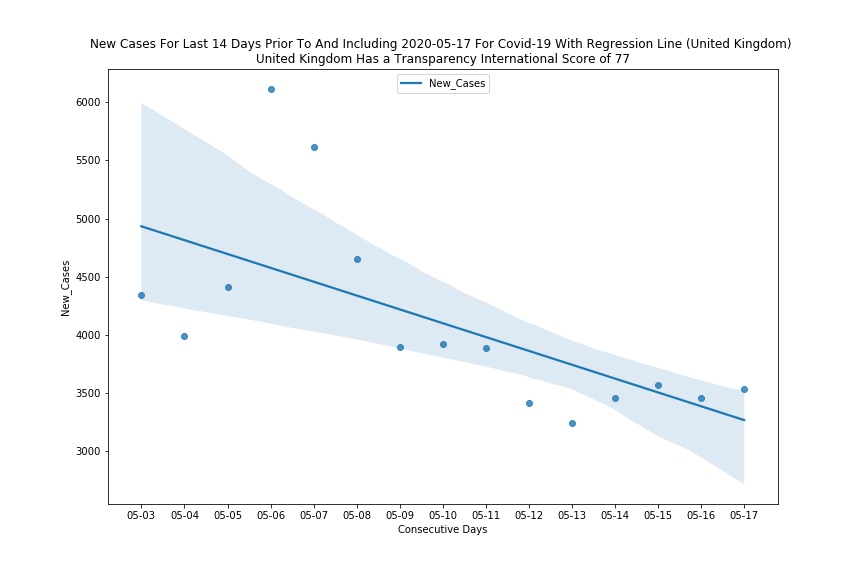 New Cases For Last 14 Days Prior To And Including 2020-05-17 For Covid-19 With Regression Line (United Kingdom)
United Kingdom Has a Transparency International Score of 77
New_Cases
6000
5500
5000
4500
4000
3500
3000
New_Cases
05-03 05-04 05-05 05-06 05-07 05-08 05-09 05-10 05-11 05-12 05-13 05-14 05-15 05-16 05-17
Consecutive Days